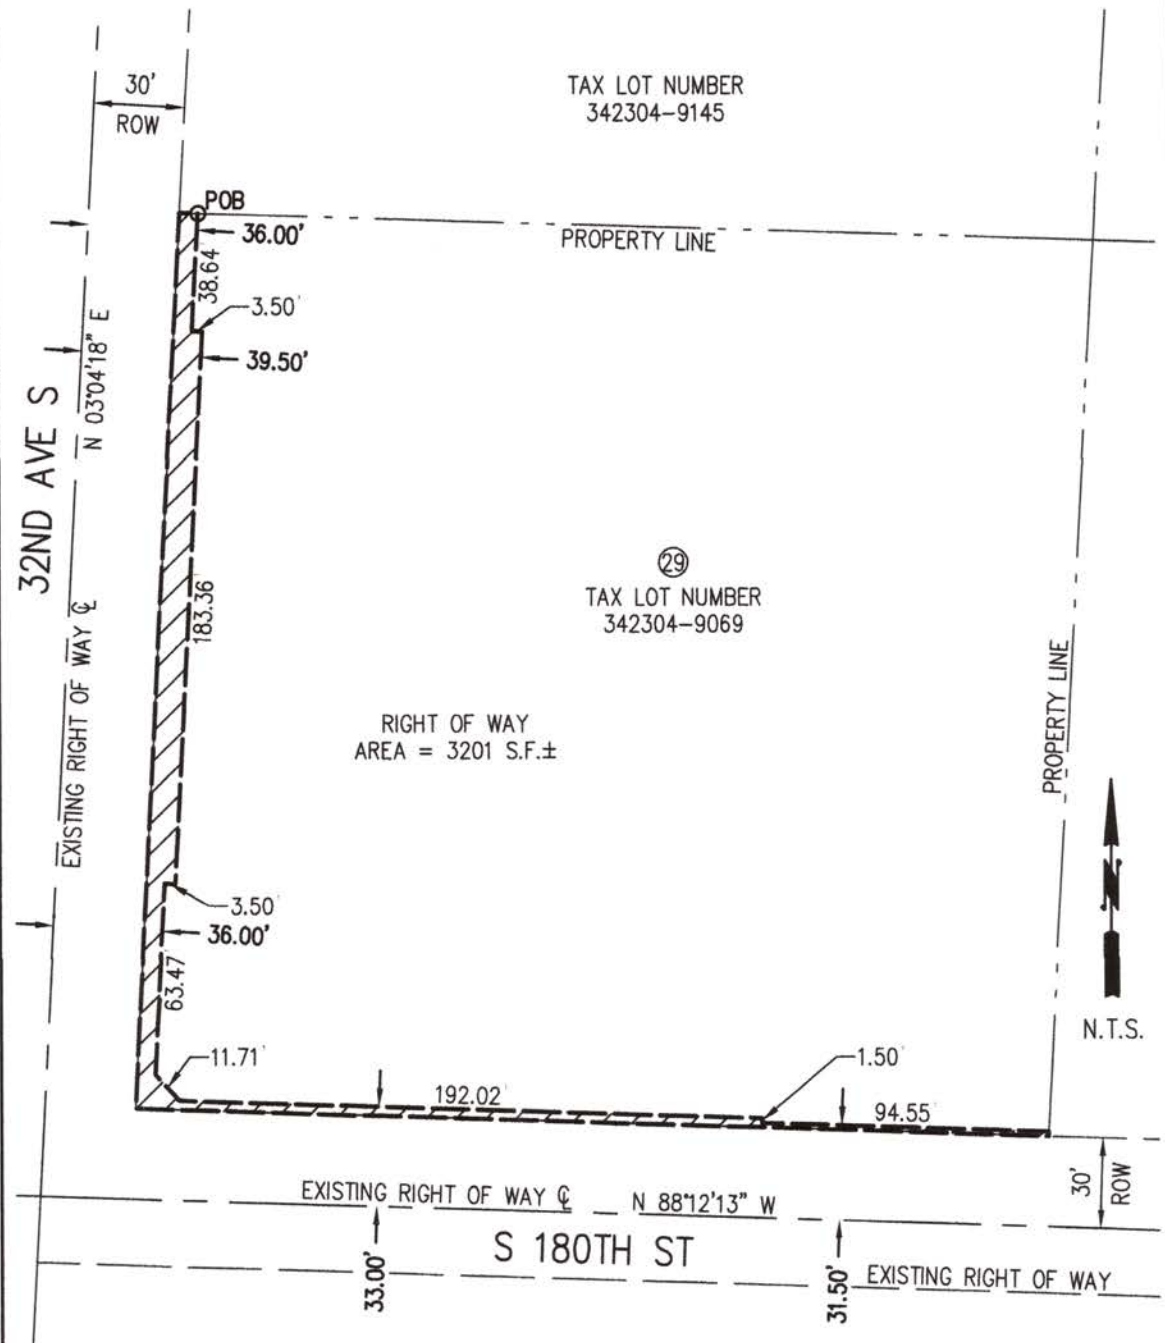 30'
ROW
TAX LOT NUMBER
342304-9145
POB
36.00'
PROPERTY LINE
38.64'
3.50'
39.50'
N 03°04'18" E
32ND AVE S
EXISTING RIGHT OF WAY ℄
183.36'
29
TAX LOT NUMBER
342304-9069
PROPERTY LINE
RIGHT OF WAY
AREA = 3201 S.F.±
3.50'
36.00'
63.47'
N
N.T.S.
11.71'
192.02'
1.50'
94.55'
30'
ROW
EXISTING RIGHT OF WAY ℄ N 88°12'13" W
S 180TH ST
33.00'
31.50'
EXISTING RIGHT OF WAY